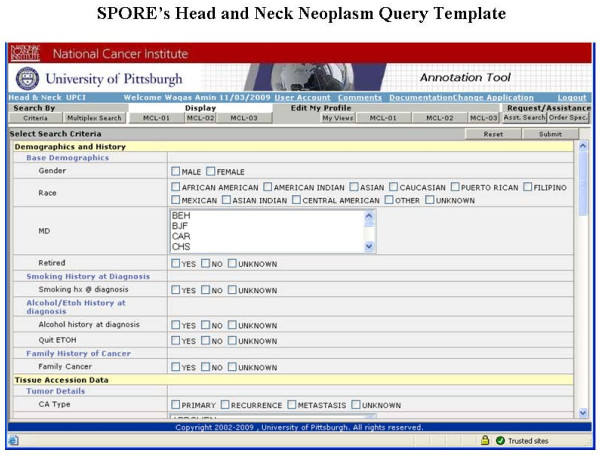 SPORE's Head and Neck Neoplasm Query Template
NATIONAL CANCER INSTITUTE National Cancer Institute
University of Pittsburgh Annotation Tool
Head & Neck UPCI Welcome Waqas Amin 11/03/2009 User Account Comments Documentation Change Application Logout
Search By Display Edit My Profile Request/Assistance
Criteria Multiplex Search MCL-01 MCL-02 MCL-03 My Views MCL-01 MCL-02 MCL-03 Asst. Search Order Spec.
Select Search Criteria Reset Submit
Demographics and History
Base Demographics
Gender MALE FEMALE
Race AFRICAN AMERICAN AMERICAN INDIAN ASIAN CAUCASIAN PUERTO RICAN FILIPINO
MEXICAN ASIAN INDIAN CENTRAL AMERICAN OTHER UNKNOWN
MD
BEH
BJF
CAR
CHS
Retired YES NO UNKNOWN
Smoking History at Diagnosis
Smoking hx @ diagnosis YES NO UNKNOWN
Alcohol/Etoh History at
diagnosis
Alcohol history at diagnosis YES NO UNKNOWN
Quit ETOH YES NO UNKNOWN
Family History of Cancer
Family Cancer YES NO UNKNOWN
Tissue Accession Data
Tumor Details
CA Type PRIMARY RECURRENCE METASTASIS UNKNOWN
Copyright 2002-2009 , University of Pittsburgh. All rights reserved.
Trusted sites